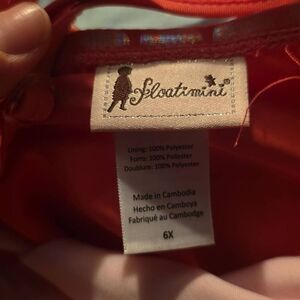 Floatimini®
Lining: 100% Polyester
Forro: 100% Poliester
Doublure: 100% Polyester
Made in Cambodia
Hecho en Camboya
Fabriqué au Cambodge
6X